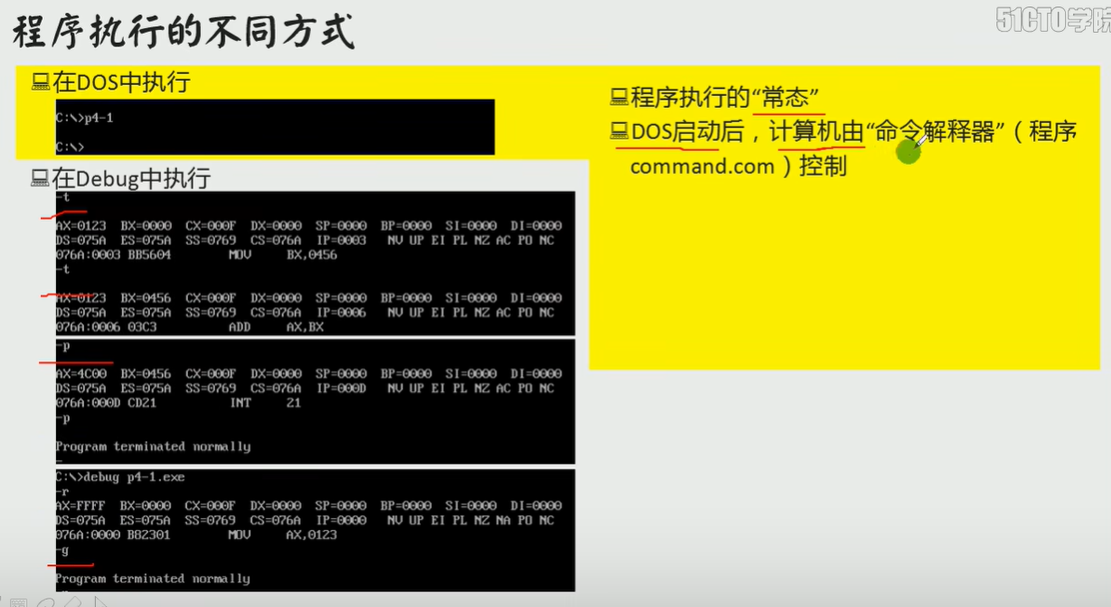 程序执行的不同方式
51CTO学院
在DOS中执行
C:\>p4-1
C:\>
在Debug中执行
-t
AX=0123 BX=0000 CX=000F DX=0000 SP=0000 BP=0000 SI=0000 DI=0000
DS=075A ES=075A SS=0769 CS=076A IP=0003 NV UP EI PL NZ AC PO NC
076A:0003 BB5604 MOV BX,0456
-t
AX=0123 BX=0456 CX=000F DX=0000 SP=0000 BP=0000 SI=0000 DI=0000
DS=075A ES=075A SS=0769 CS=076A IP=0006 NV UP EI PL NZ AC PO NC
076A:0006 03C3 ADD AX,BX
-p
AX=4C00 BX=0456 CX=000F DX=0000 SP=0000 BP=0000 SI=0000 DI=0000
DS=075A ES=075A SS=0769 CS=076A IP=000D NV UP EI PL NZ AC PO NC
076A:000D CD21 INT 21
-p
Program terminated normally
-
C:\>debug p4-1.exe
-r
AX=FFFF BX=0000 CX=000F DX=0000 SP=0000 BP=0000 SI=0000 DI=0000
DS=075A ES=075A SS=0769 CS=076A IP=0000 NV UP EI PL NZ NA PO NC
076A:0000 B82301 MOV AX,0123
-g
Program terminated normally
程序执行的“常态”
DOS启动后，计算机由“命令解释器”（程序
command.com）控制